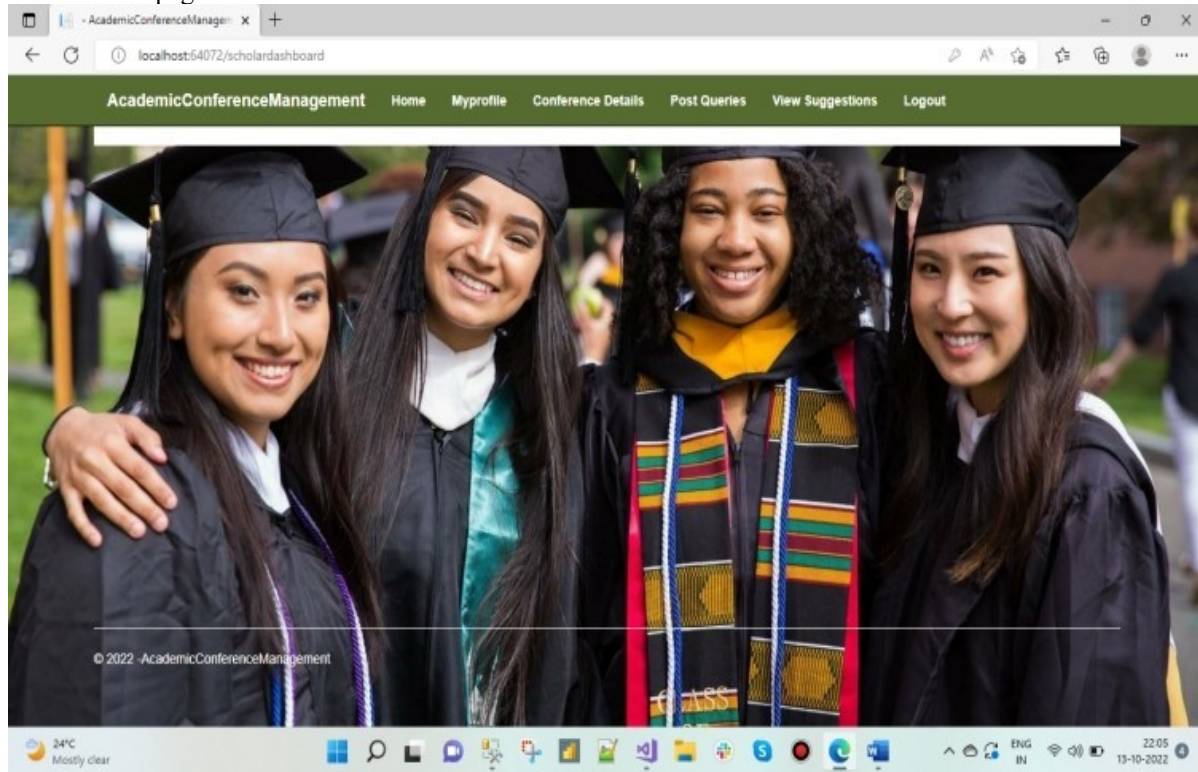 - AcademicConferenceManagem
localhost:64072/scholardashboard
AcademicConferenceManagement Home Myprofile Conference Details Post Queries View Suggestions Logout
CLASS
© 2022 -AcademicConferenceManagement
24°C
Mostly clear
ENG
IN
22:05
13-10-2022